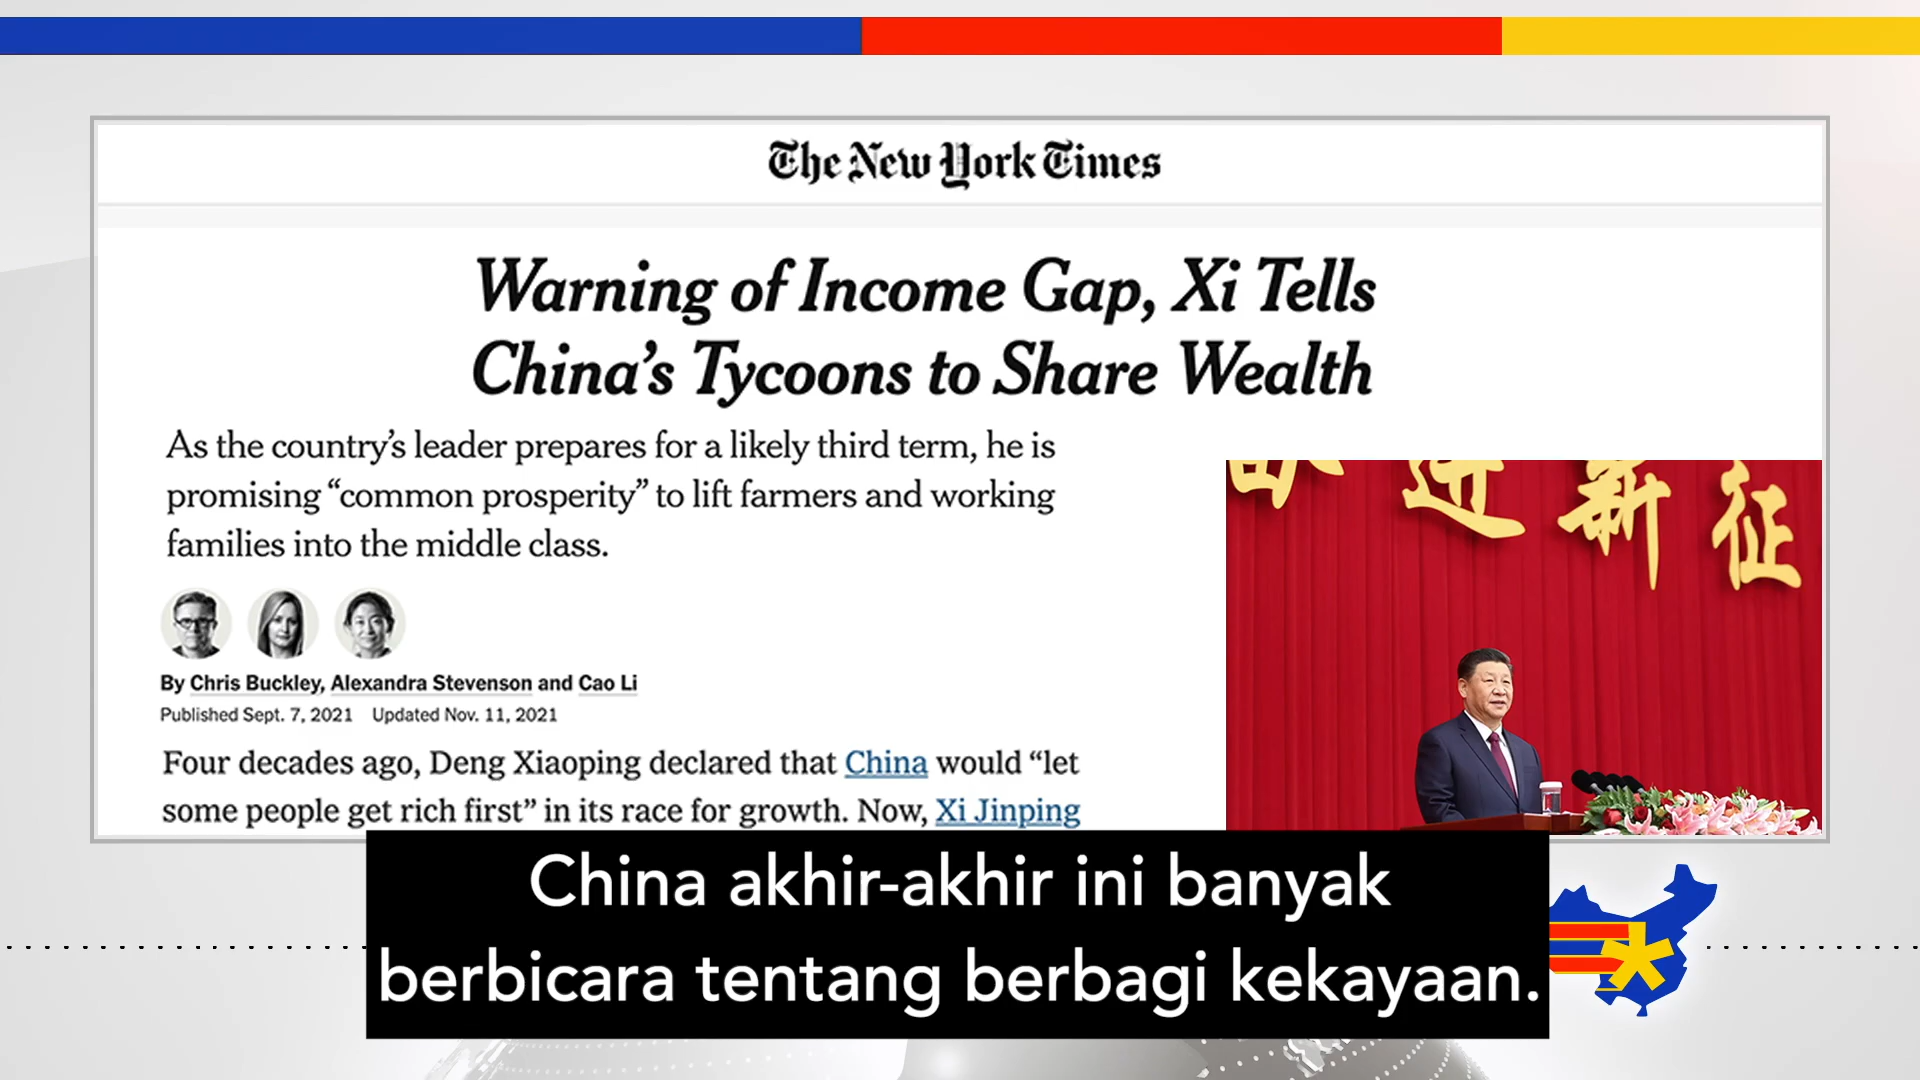 The New York Times
Warning of Income Gap, Xi Tells
China’s Tycoons to Share Wealth
As the country’s leader prepares for a likely third term, he is
promising “common prosperity” to lift farmers and working
families into the middle class.
奋进新征
By Chris Buckley, Alexandra Stevenson and Cao Li
Published Sept. 7, 2021 Updated Nov. 11, 2021
Four decades ago, Deng Xiaoping declared that China would “let
some people get rich first” in its race for growth. Now, Xi Jinping
China akhir-akhir ini banyak
berbicara tentang berbagi kekayaan.